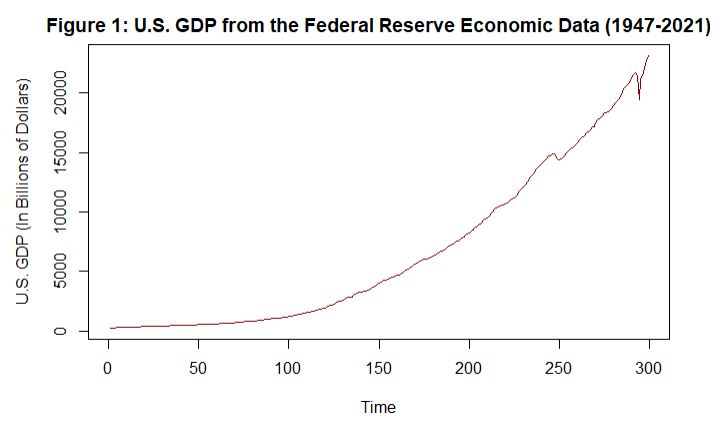 Figure 1: U.S. GDP from the Federal Reserve Economic Data (1947-2021)
U.S. GDP (In Billions of Dollars)
20000
15000
10000
5000
0
0 50 100 150 200 250 300
Time